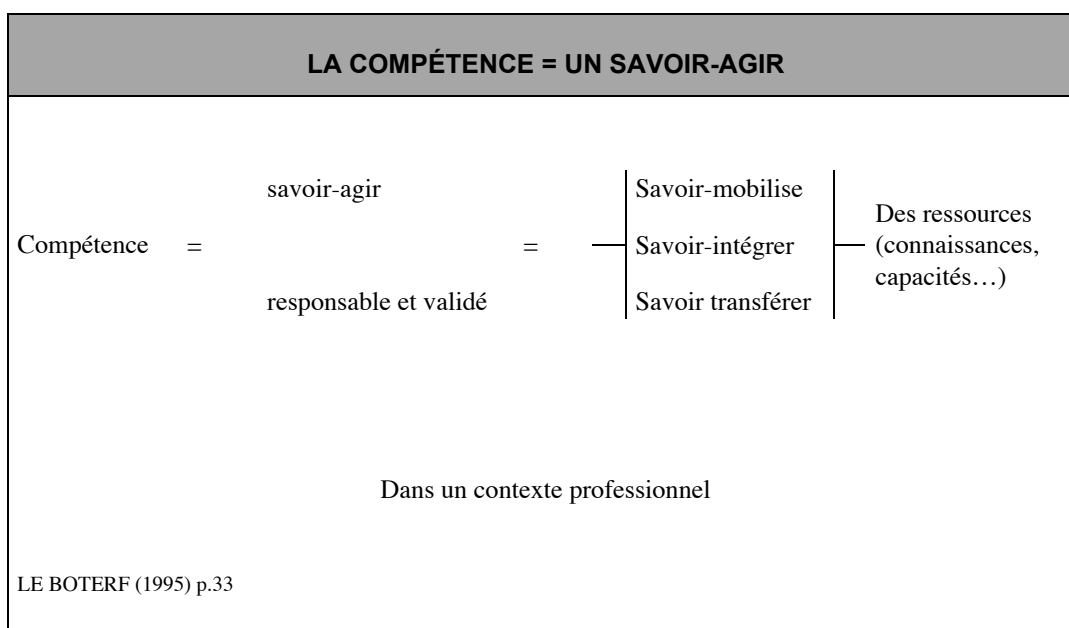 LA COMPÉTENCE = UN SAVOIR-AGIR
savoir-agir
Savoir-mobilise
Des ressources
Compétence = = Savoir-intégrer (connaissances,
capacités…)
responsable et validé
Savoir transférer
Dans un contexte professionnel
LE BOTERF (1995) p.33